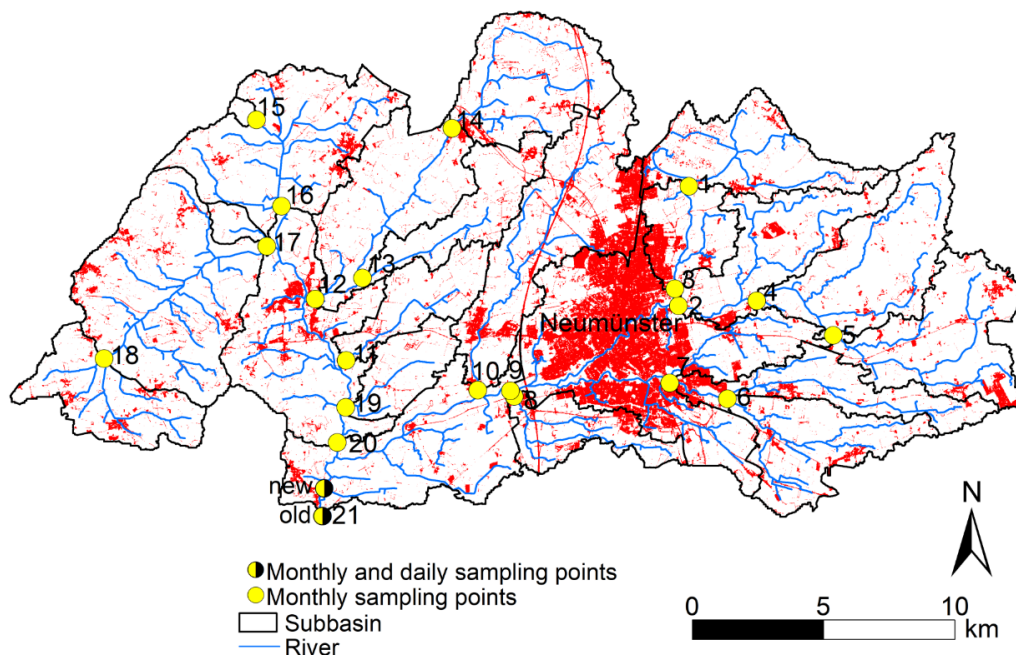 15
14
1
16
17
13
12
3
2
4
Neumünster
5
11
18
7
10
9
8
6
19
20
new
old
21
N
Monthly and daily sampling points
Monthly sampling points
Subbasin
River
0
5
10
km